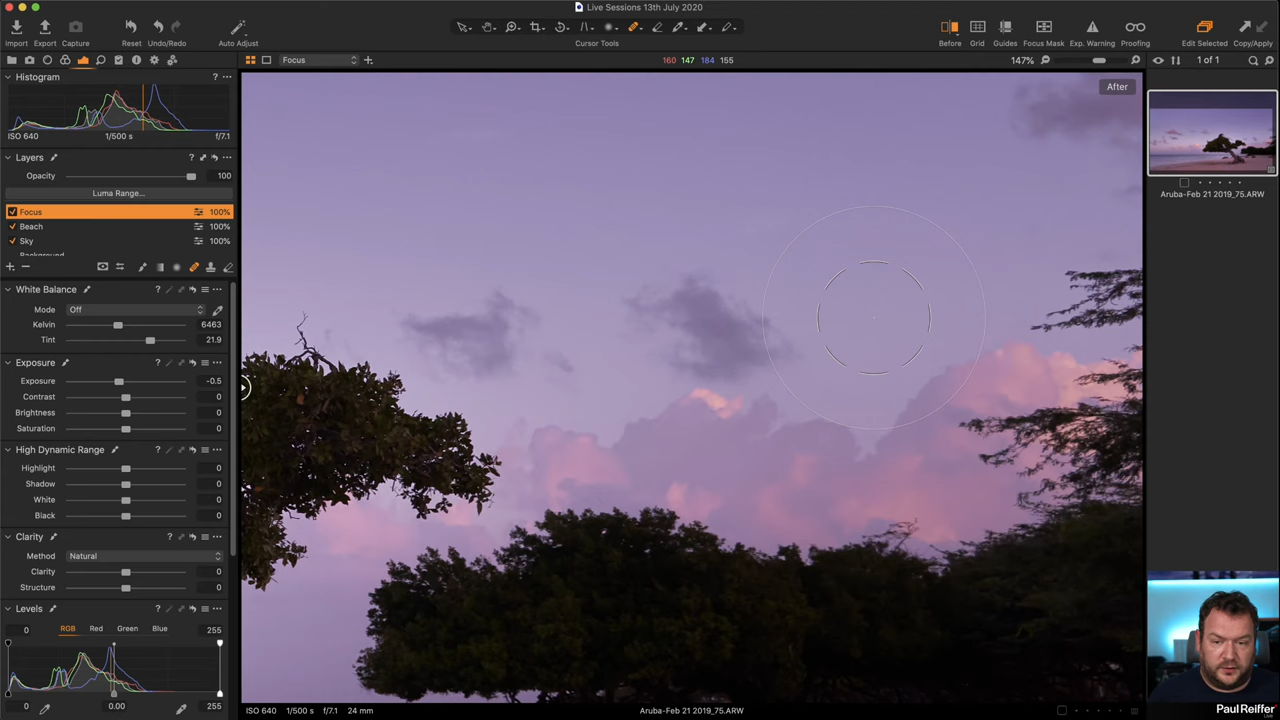 Live Sessions 13th July 2020
Import
Export
Capture
Reset
Undo/Redo
Auto Adjust
Cursor Tools
Before
Grid
Guides
Focus Mask
Exp. Warning
Proofing
Edit Selected
Copy/Apply
Focus
160 147 184 155
147%
1 of 1
Histogram
? ...
ISO 640
1/500 s
f/7.1
After
Layers
? ...
Opacity
100
Luma Range...
Focus
100%
Beach
100%
Sky
100%
Background
White Balance
? ...
Mode
Off
Kelvin
6463
Tint
21.9
Exposure
? ...
Exposure
-0.5
Contrast
0
Brightness
0
Saturation
0
High Dynamic Range
? ...
Highlight
0
Shadow
0
White
0
Black
0
Clarity
? ...
Method
Natural
Clarity
0
Structure
0
Levels
? ...
0
RGB
Red
Green
Blue
255
0
0.00
255
ISO 640
1/500 s
f/7.1
24 mm
Aruba-Feb 21 2019_75.ARW
Aruba-Feb 21 2019_75.ARW
Paul Reiffer
Live